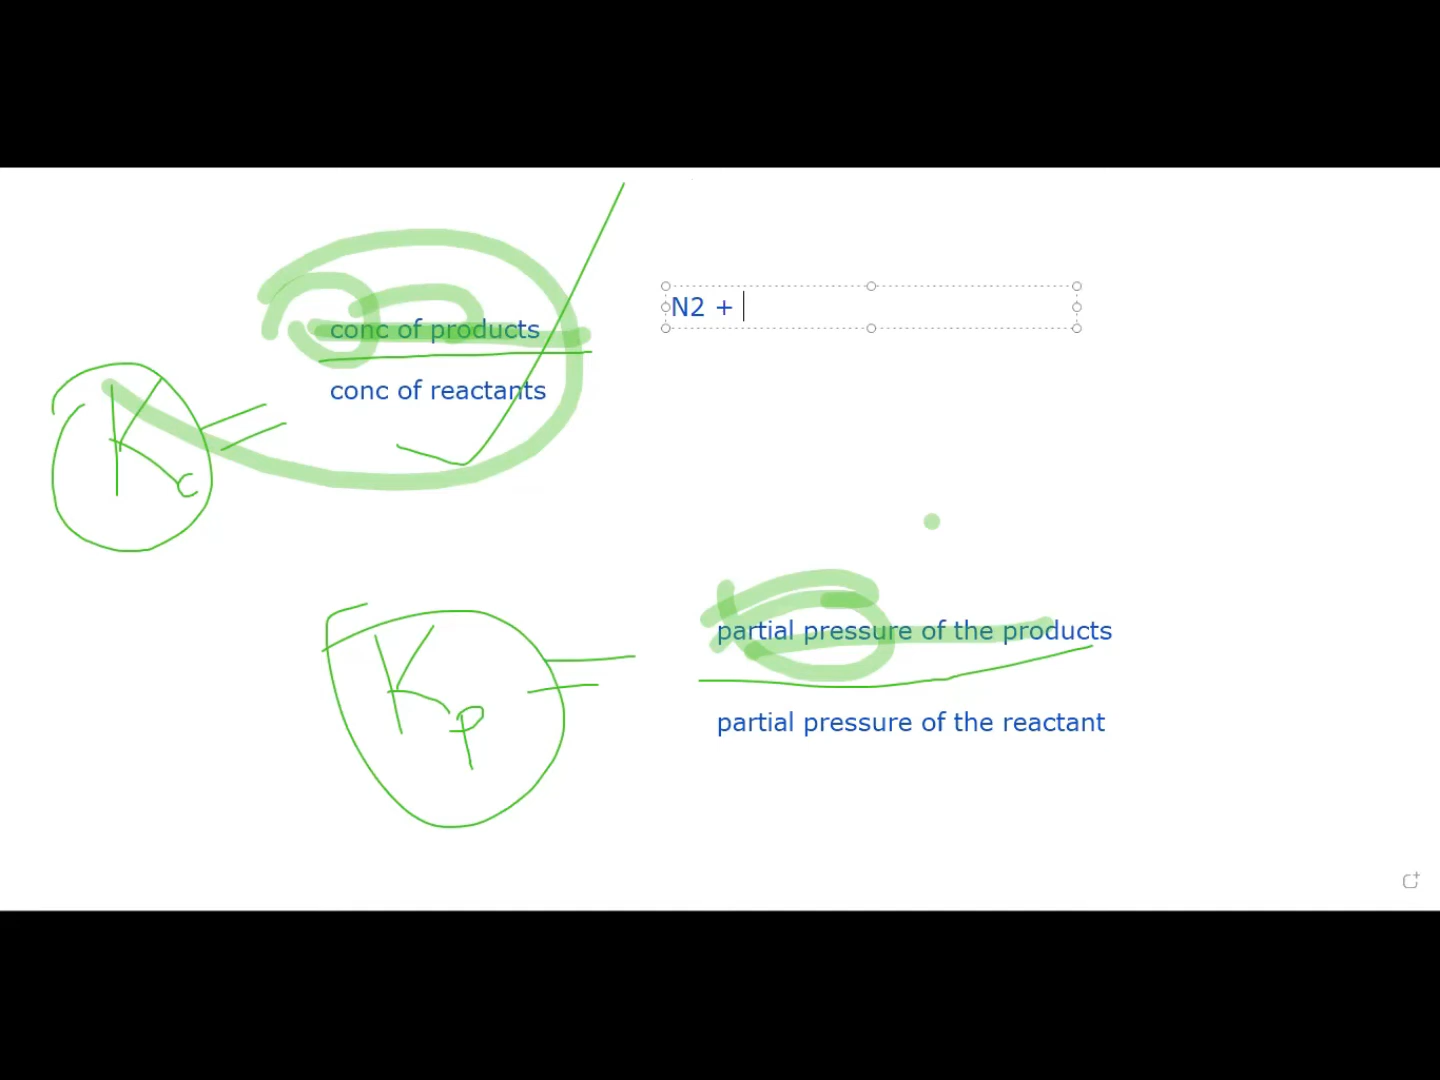 conc of products
Kc =
conc of reactants
N2 +
partial pressure of the products
Kp =
partial pressure of the reactant